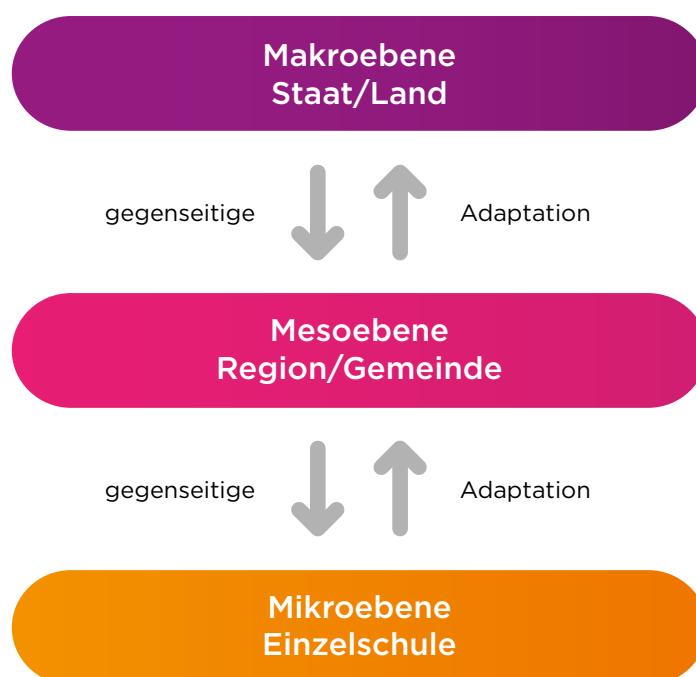 Makroebene
Staat/Land
gegenseitige Adaptation
Mesoebene
Region/Gemeinde
gegenseitige Adaptation
Mikroebene
Einzelschule